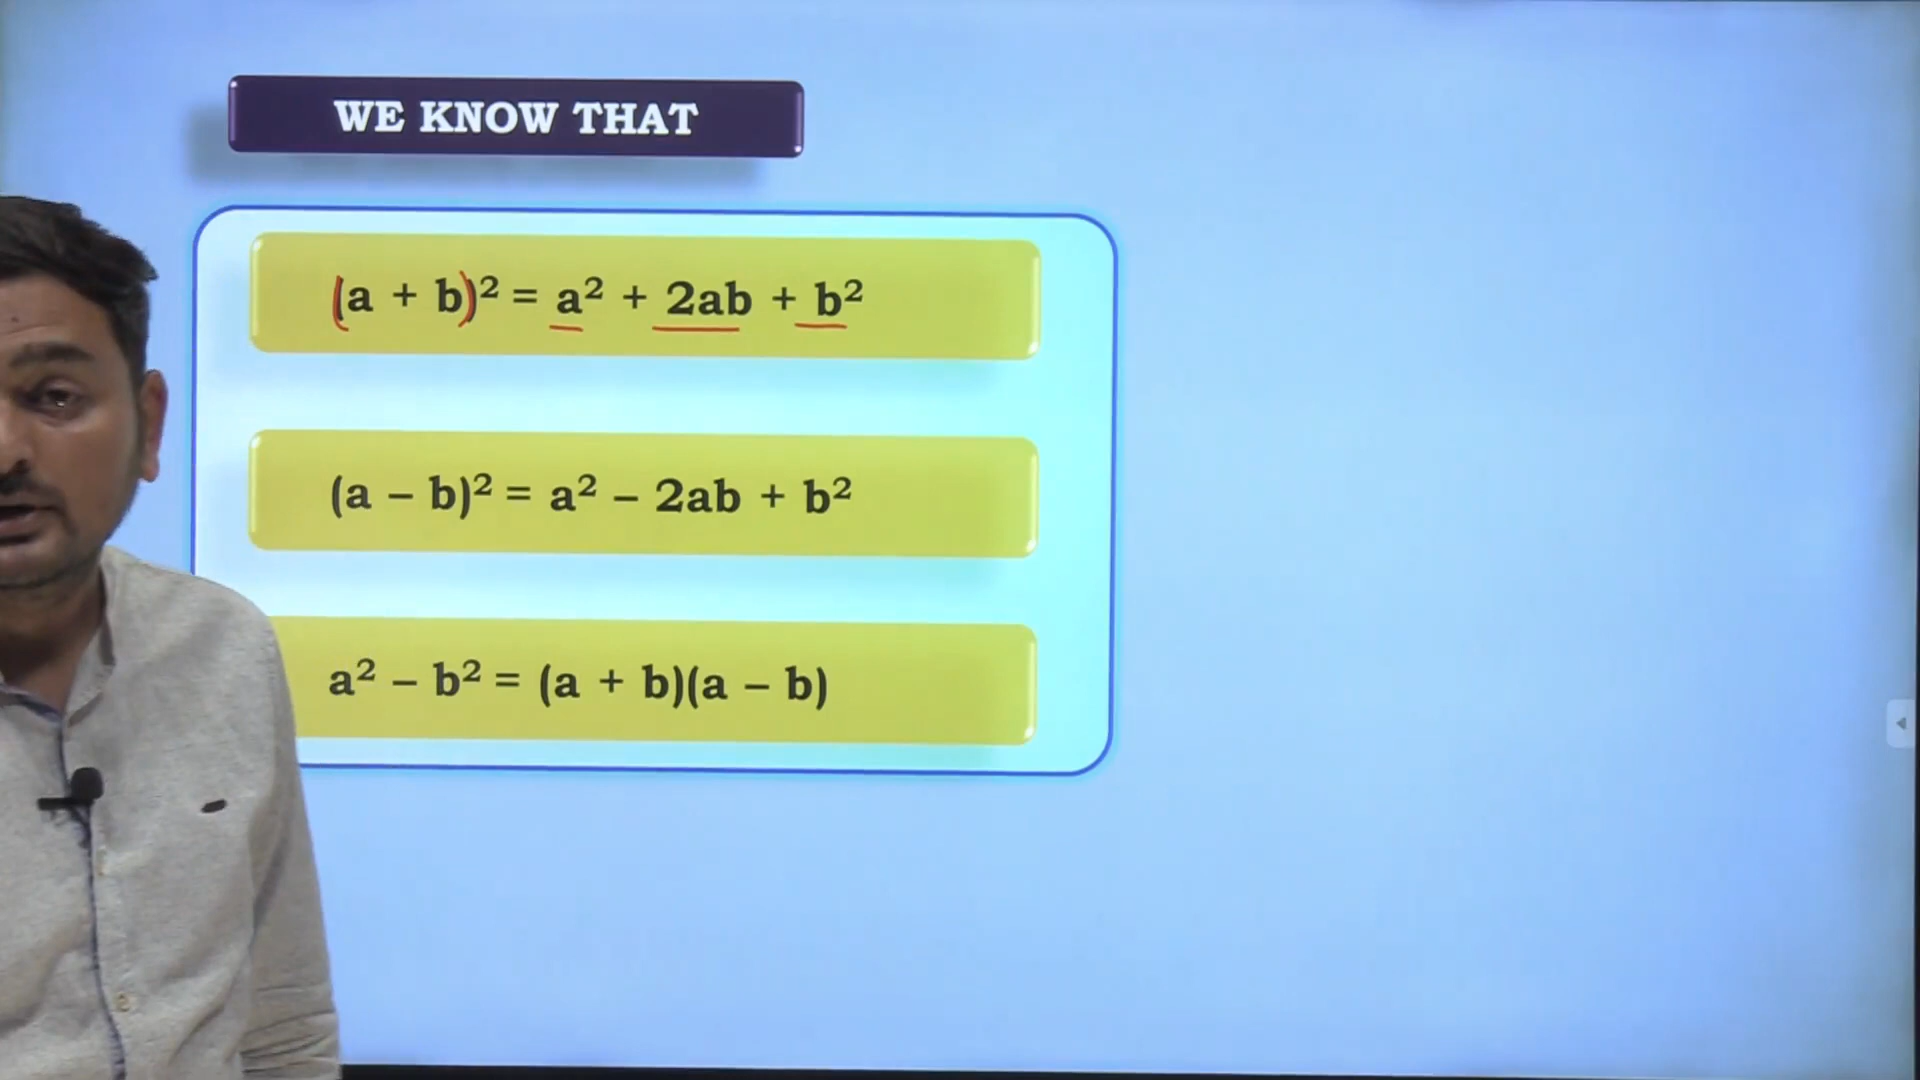 WE KNOW THAT
(a + b)² = a² + 2ab + b²
(a – b)² = a² – 2ab + b²
a² – b² = (a + b)(a – b)